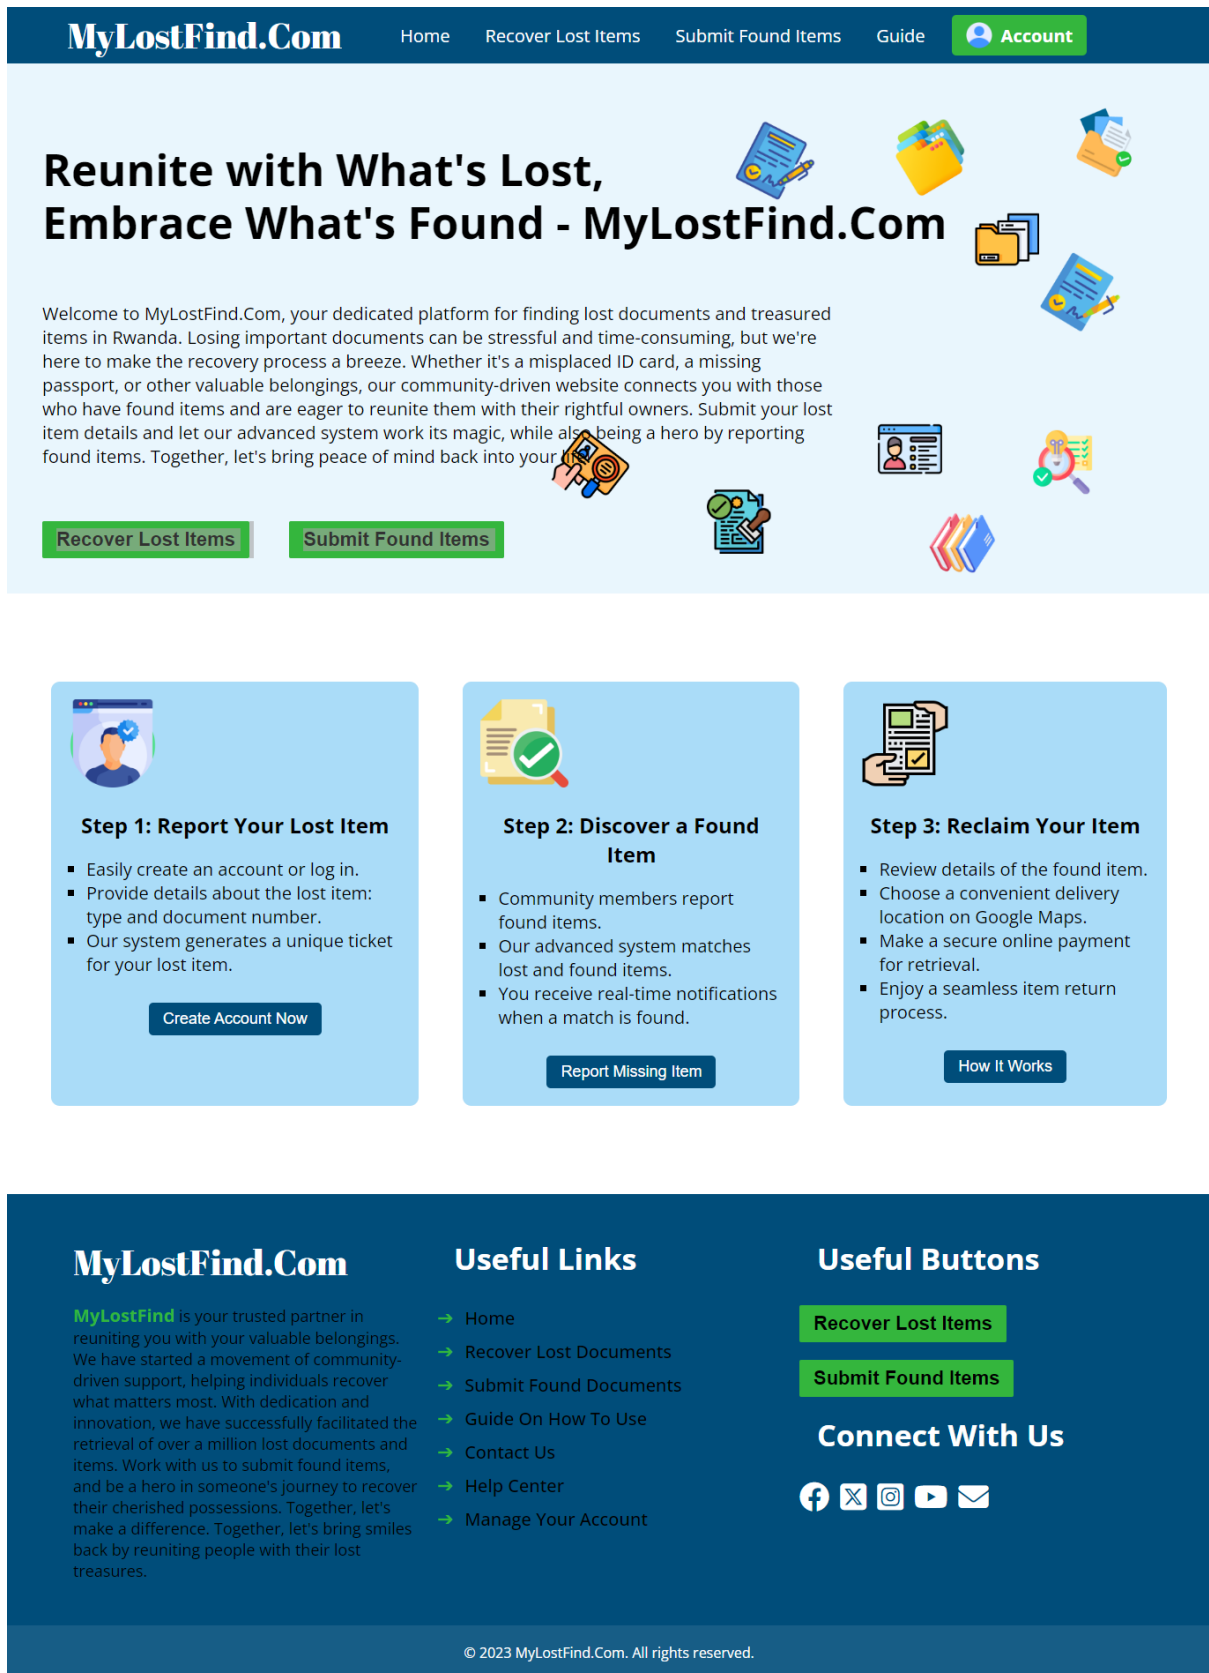 MyLostFind.Com
Home
Recover Lost Items
Submit Found Items
Guide
Account
Reunite with What's Lost,
Embrace What's Found - MyLostFind.Com
Welcome to MyLostFind.Com, your dedicated platform for finding lost documents and treasured
items in Rwanda. Losing important documents can be stressful and time-consuming, but we're
here to make the recovery process a breeze. Whether it's a misplaced ID card, a missing
passport, or other valuable belongings, our community-driven website connects you with those
who have found items and are eager to reunite them with their rightful owners. Submit your lost
item details and let our advanced system work its magic, while also being a hero by reporting
found items. Together, let's bring peace of mind back into your life!
Recover Lost Items
Submit Found Items
Step 1: Report Your Lost Item
Easily create an account or log in.
Provide details about the lost item:
type and document number.
Our system generates a unique ticket
for your lost item.
Create Account Now
Step 2: Discover a Found
Item
Community members report
found items.
Our advanced system matches
lost and found items.
You receive real-time notifications
when a match is found.
Report Missing Item
Step 3: Reclaim Your Item
Review details of the found item.
Choose a convenient delivery
location on Google Maps.
Make a secure online payment
for retrieval.
Enjoy a seamless item return
process.
How It Works
MyLostFind.Com
MyLostFind is your trusted partner in
reuniting you with your valuable belongings.
We have started a movement of community-
driven support, helping individuals recover
what matters most. With dedication and
innovation, we have successfully facilitated the
retrieval of over a million lost documents and
items. Work with us to submit found items,
and be a hero in someone's journey to recover
their cherished possessions. Together, let's
make a difference. Together, let's bring smiles
back by reuniting people with their lost
treasures.
Useful Links
Home
Recover Lost Documents
Submit Found Documents
Guide On How To Use
Contact Us
Help Center
Manage Your Account
Useful Buttons
Recover Lost Items
Submit Found Items
Connect With Us
© 2023 MyLostFind.Com. All rights reserved.